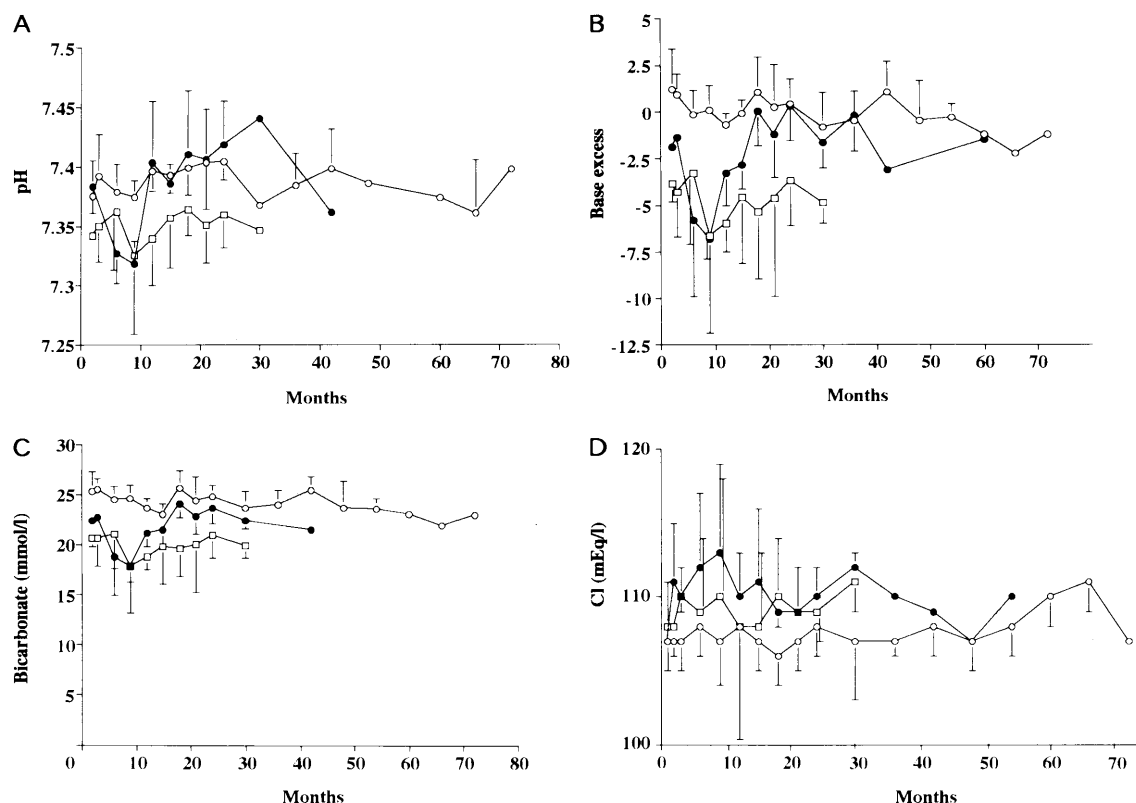 A
pH
7.5
7.45
7.4
7.35
7.3
7.25
0 10 20 30 40 50 60 70 80
Months
B
Base excess
5
2.5
0
-2.5
-5
-7.5
-10
-12.5
0 10 20 30 40 50 60 70
Months
C
Bicarbonate (mmol/l)
30
25
20
15
10
5
0 10 20 30 40 50 60 70 80
Months
D
Cl (mEq/l)
120
110
100
0 10 20 30 40 50 60 70
Months